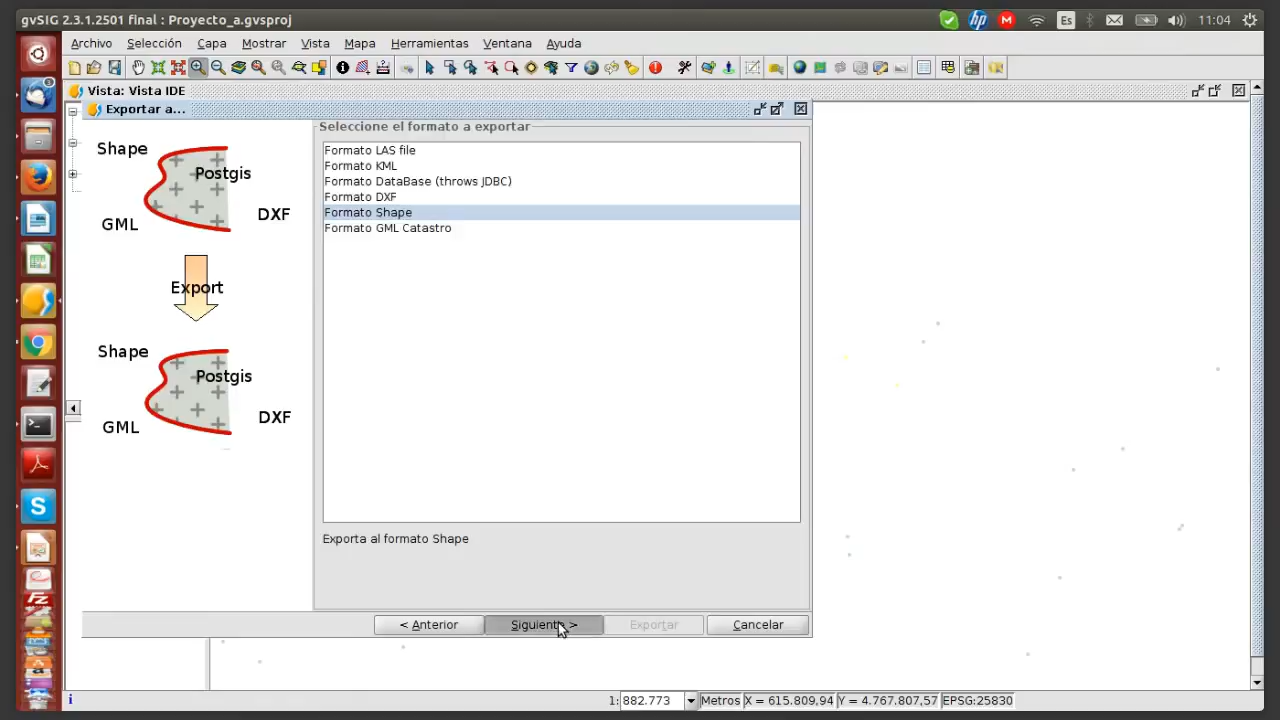 gvSIG 2.3.1.2501 final : Proyecto_a.gvsproj
Es
11:04
Archivo Selección Capa Mostrar Vista Mapa Herramientas Ventana Ayuda
Vista: Vista IDE
Exportar a...
Seleccione el formato a exportar
Shape
Postgis
GML
DXF
Export
Shape
Postgis
GML
DXF
Formato LAS file
Formato KML
Formato DataBase (throws JDBC)
Formato DXF
Formato Shape
Formato GML Catastro
Exporta al formato Shape
< Anterior
Siguiente >
Exportar
Cancelar
1: 882.773 Metros X = 615.809,94 Y = 4.767.807,57 EPSG:25830